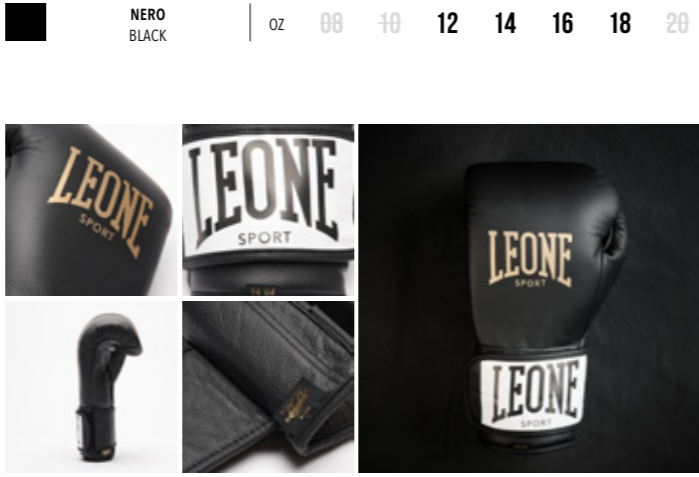 NERO
BLACK
OZ 08 10 12 14 16 18 20
LEONE
SPORT
LEONE
SPORT
LEONE
SPORT
LEONE
SPORT